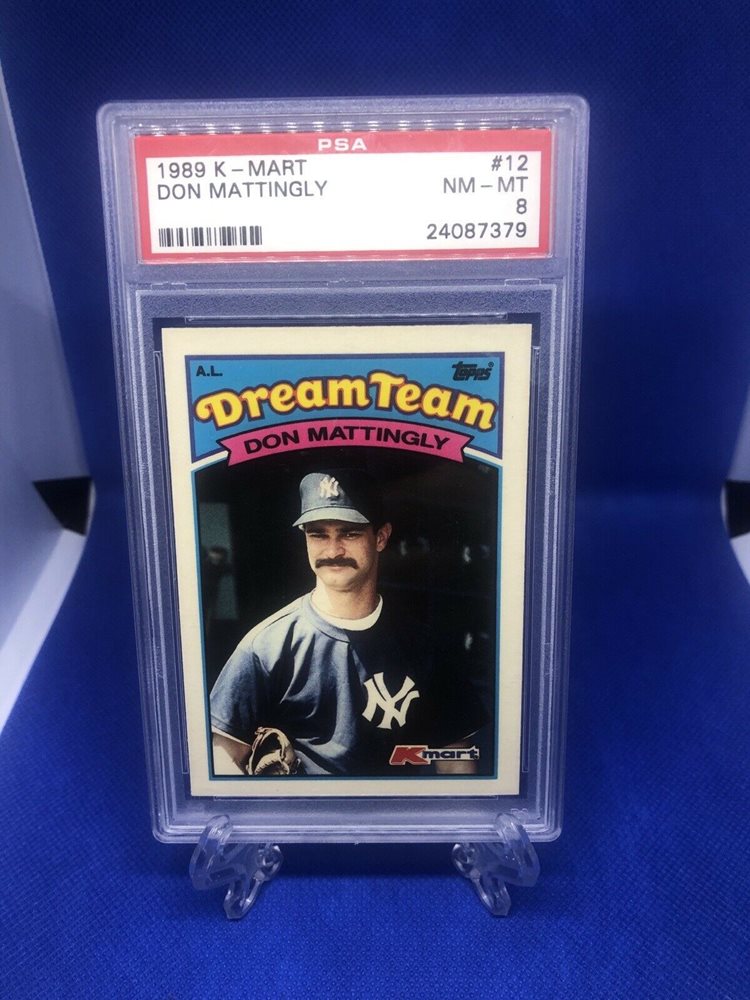 PSA
1989 K-MART #12
DON MATTINGLY NM-MT
8
24087379
A.L. Topps®
Dream Team
DON MATTINGLY
NY
NY
Kmart